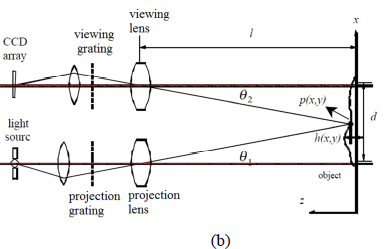 viewing
lens
viewing
grating
CCD
array
l
x
θ2
p(x,y)
d
h(x,y)
light
sourc
θ1
object
projection
grating
projection
lens
z
(b)